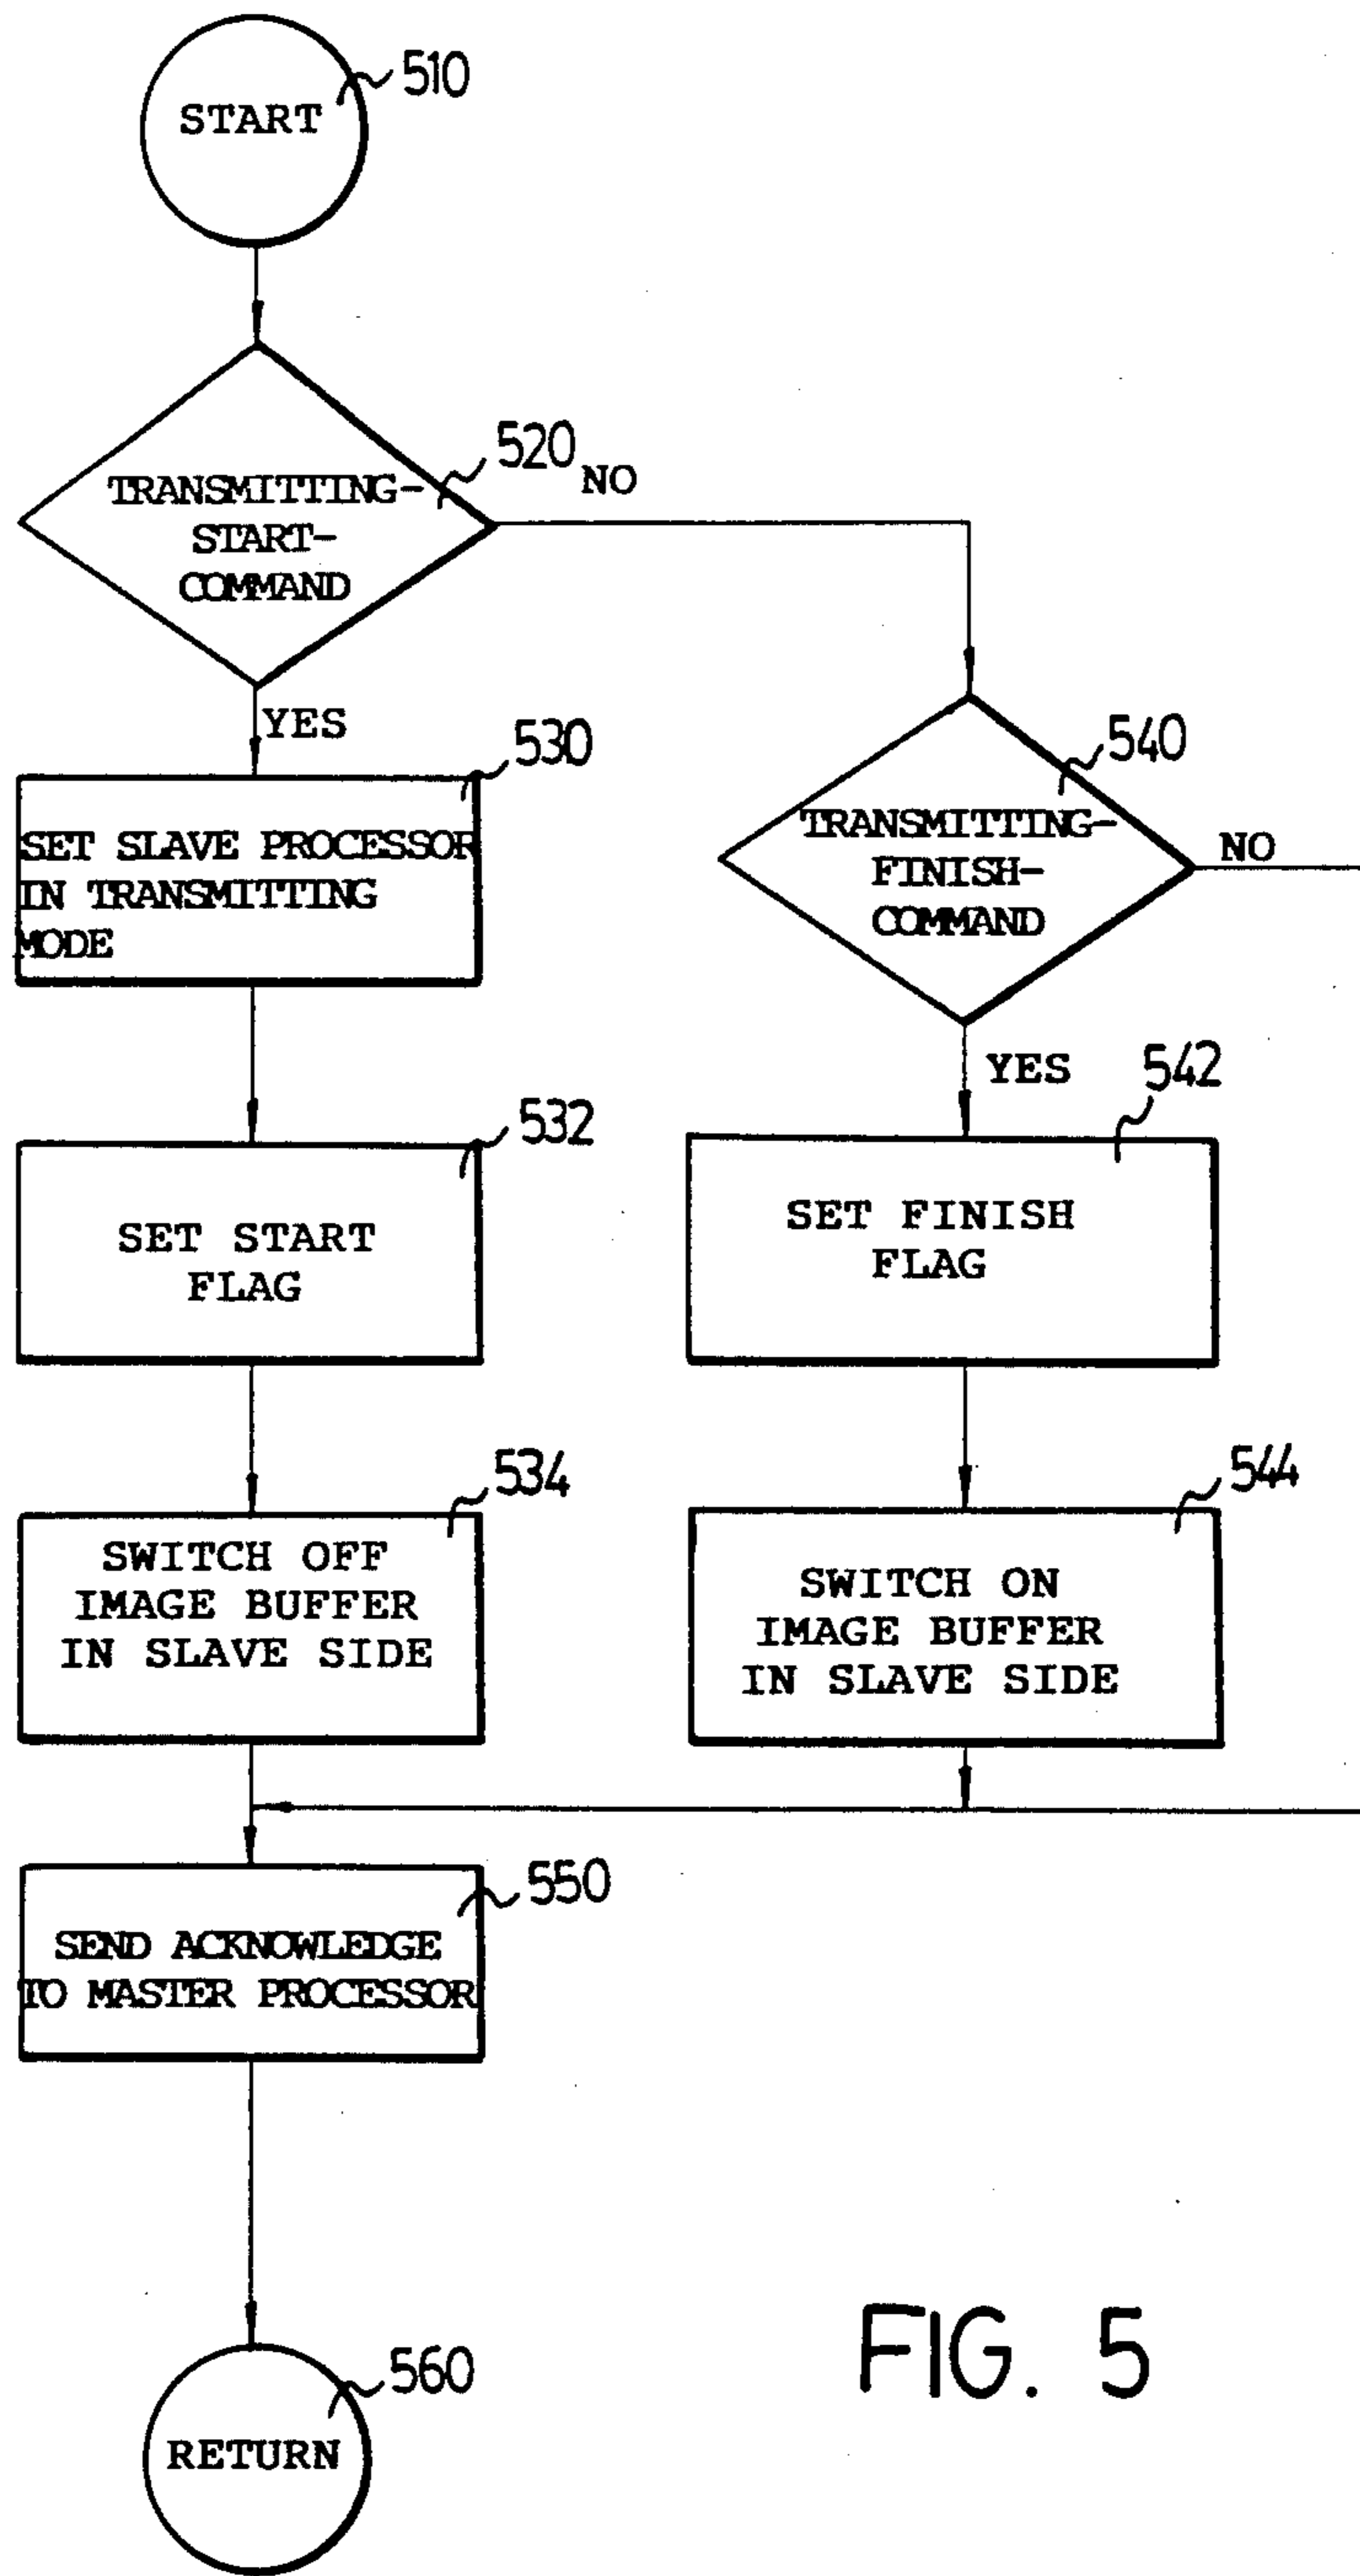 510
START
520
NO
TRANSMITTING-
START-
COMMAND
YES
530
SET SLAVE PROCESSOR
IN TRANSMITTING
MODE
540
TRANSMITTING-
FINISH-
COMMAND
NO
YES
532
SET START
FLAG
542
SET FINISH
FLAG
534
SWITCH OFF
IMAGE BUFFER
IN SLAVE SIDE
544
SWITCH ON
IMAGE BUFFER
IN SLAVE SIDE
550
SEND ACKNOWLEDGE
TO MASTER PROCESSOR
560
RETURN
FIG. 5